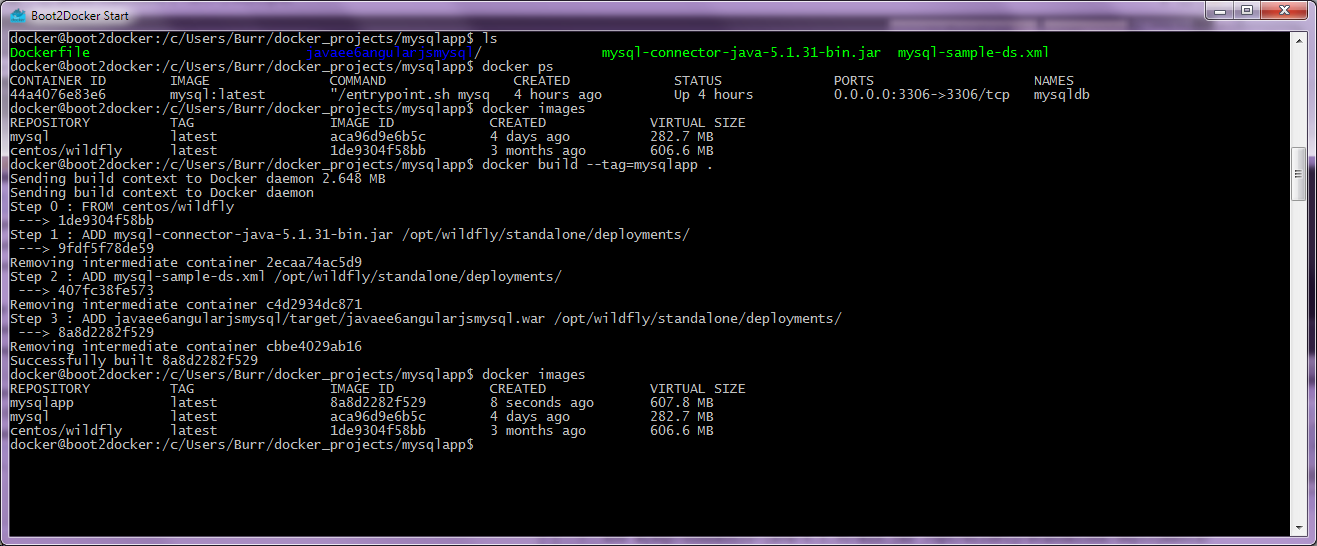 Boot2Docker Start
docker@boot2docker:/c/Users/Burr/docker_projects/mysqlapp$ ls
Dockerfile javaee6angularjsmysql/ mysql-connector-java-5.1.31-bin.jar mysql-sample-ds.xml
docker@boot2docker:/c/Users/Burr/docker_projects/mysqlapp$ docker ps
CONTAINER ID IMAGE COMMAND CREATED STATUS PORTS NAMES
44a4076e83e6 mysql:latest "/entrypoint.sh mysq 4 hours ago Up 4 hours 0.0.0.0:3306->3306/tcp mysqldb
docker@boot2docker:/c/Users/Burr/docker_projects/mysqlapp$ docker images
REPOSITORY TAG IMAGE ID CREATED VIRTUAL SIZE
mysql latest aca96d9e6b5c 4 days ago 282.7 MB
centos/wildfly latest 1de9304f58bb 3 months ago 606.6 MB
docker@boot2docker:/c/Users/Burr/docker_projects/mysqlapp$ docker build --tag=mysqlapp .
Sending build context to Docker daemon 2.648 MB
Sending build context to Docker daemon
Step 0 : FROM centos/wildfly
---> 1de9304f58bb
Step 1 : ADD mysql-connector-java-5.1.31-bin.jar /opt/wildfly/standalone/deployments/
---> 9fdf5f78de59
Removing intermediate container 2ecaa74ac5d9
Step 2 : ADD mysql-sample-ds.xml /opt/wildfly/standalone/deployments/
---> 407fc38fe573
Removing intermediate container c4d2934dc871
Step 3 : ADD javaee6angularjsmysql/target/javaee6angularjsmysql.war /opt/wildfly/standalone/deployments/
---> 8a8d2282f529
Removing intermediate container cbbe4029ab16
Successfully built 8a8d2282f529
docker@boot2docker:/c/Users/Burr/docker_projects/mysqlapp$ docker images
REPOSITORY TAG IMAGE ID CREATED VIRTUAL SIZE
mysqlapp latest 8a8d2282f529 8 seconds ago 607.8 MB
mysql latest aca96d9e6b5c 4 days ago 282.7 MB
centos/wildfly latest 1de9304f58bb 3 months ago 606.6 MB
docker@boot2docker:/c/Users/Burr/docker_projects/mysqlapp$